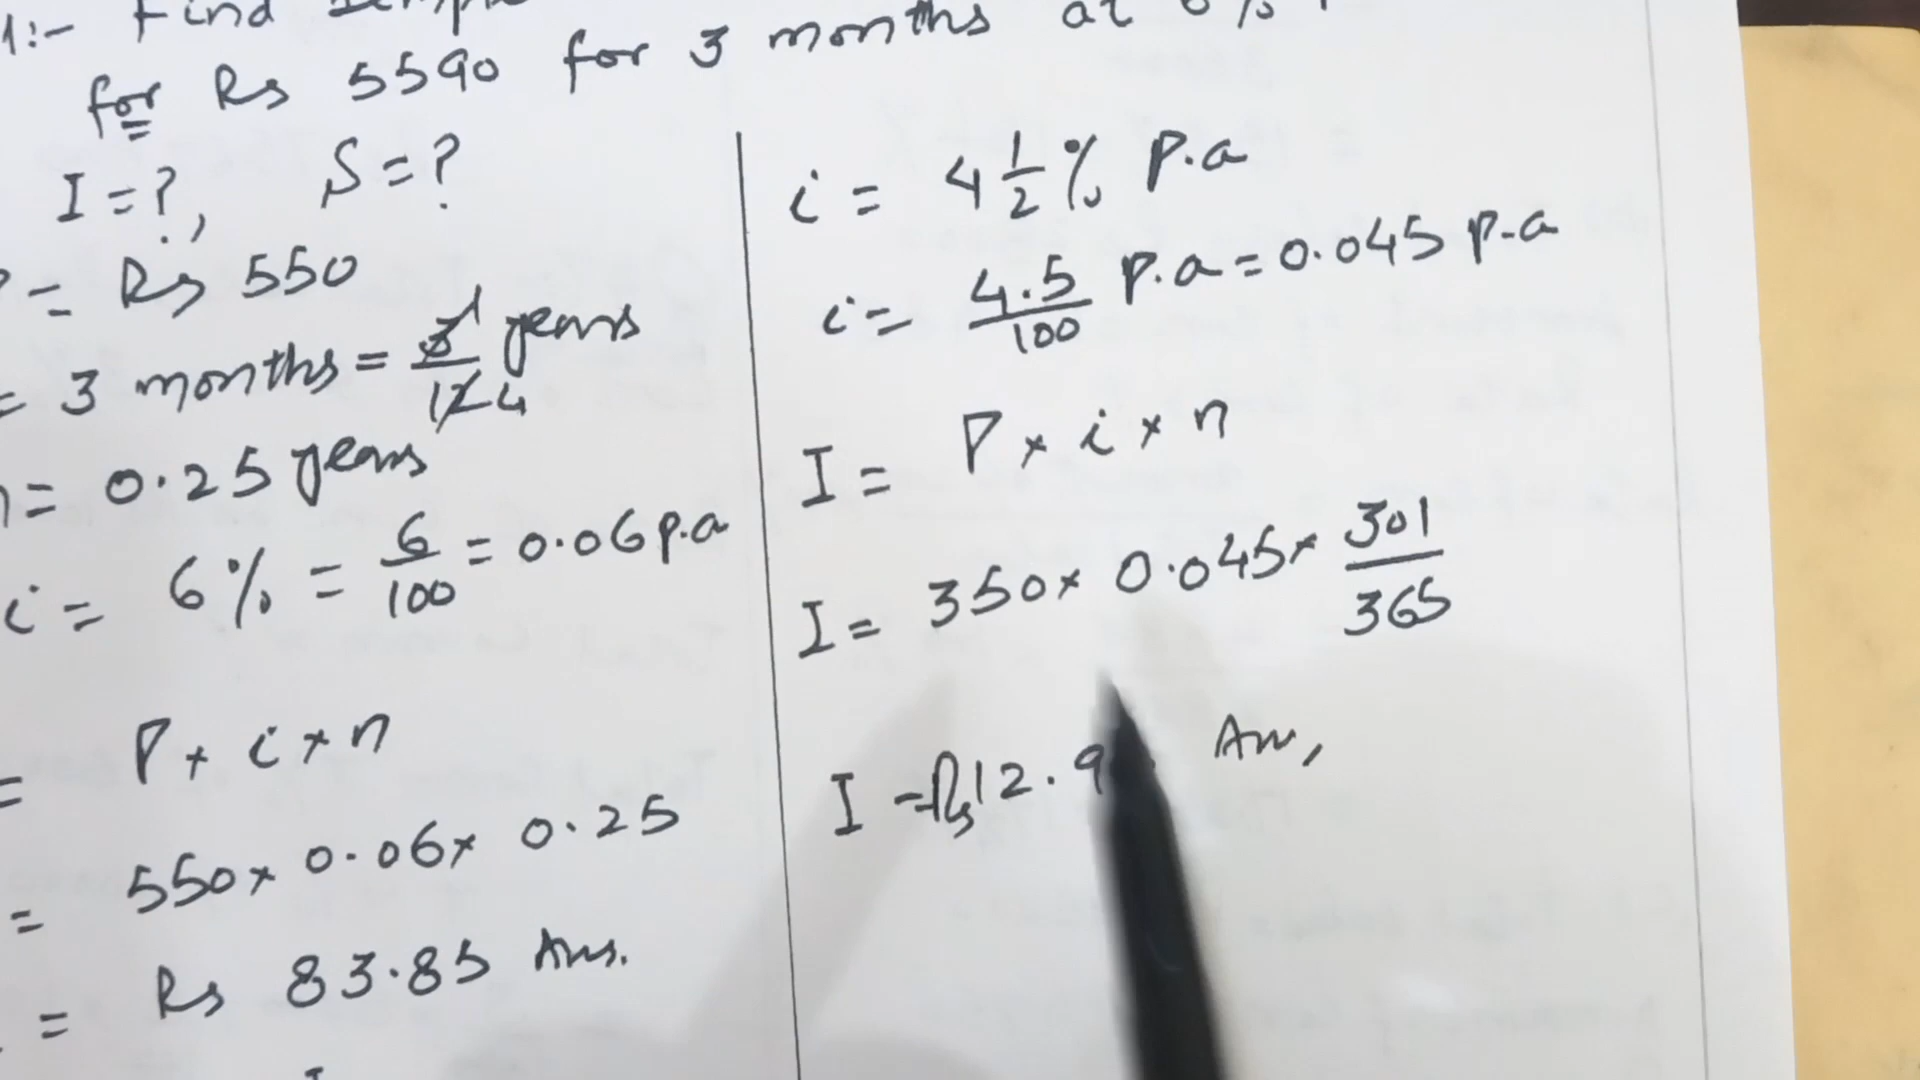 1:- Find
for Rs 5590 for 3 months at 6%
I = ?, S = ?
= Rs 550
= 3 months = 3/12 1/4 years
n = 0.25 years
i = 6% = 6/100 = 0.06 p.a
= P x i x n
= 550 x 0.06 x 0.25
= Rs 83.85 Ans.
i = 4 1/2 % P.a
i = 4.5/100 P.a = 0.045 P.a
I = P x i x n
I = 350 x 0.045 x 301/365
I = Rs 12.9 Ans,